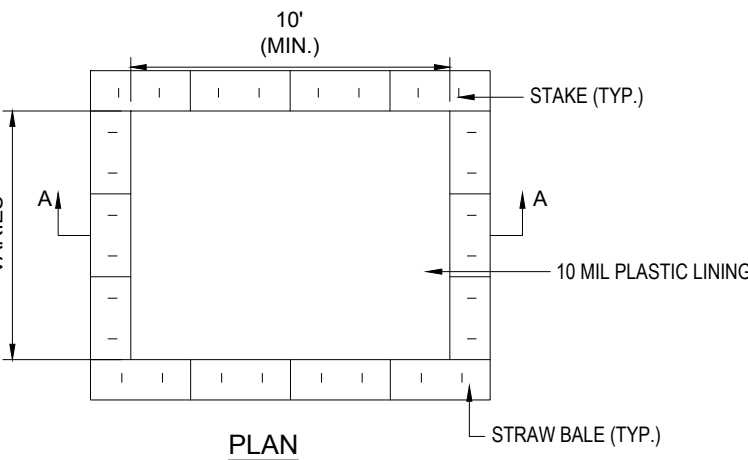 10'
(MIN.)
STAKE (TYP.)
A
A
10 MIL PLASTIC LINING
STRAW BALE (TYP.)
PLAN